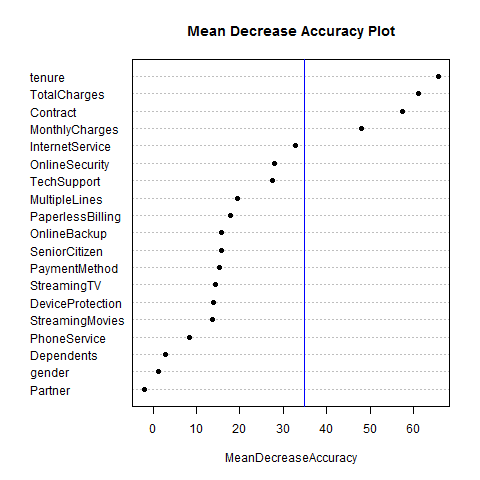 Mean Decrease Accuracy Plot
tenure
TotalCharges
Contract
MonthlyCharges
InternetService
OnlineSecurity
TechSupport
MultipleLines
PaperlessBilling
OnlineBackup
SeniorCitizen
PaymentMethod
StreamingTV
DeviceProtection
StreamingMovies
PhoneService
Dependents
gender
Partner
0 10 20 30 40 50 60
MeanDecreaseAccuracy